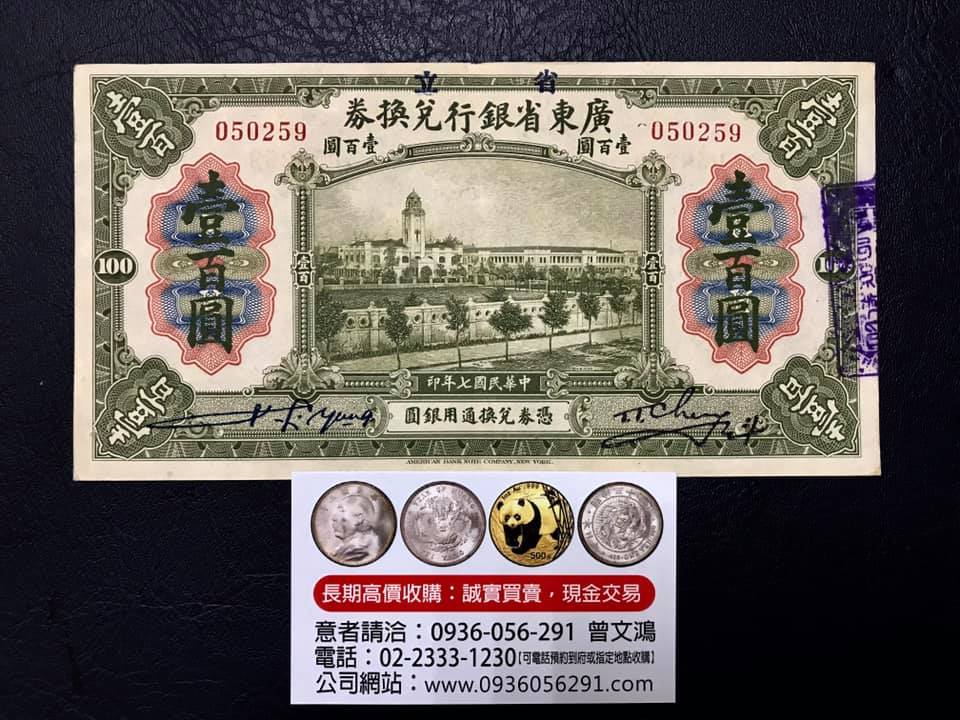 省立
廣東省銀行兌換券
壹百
壹百
050259
050259
壹百圓
壹百圓
壹百圓
壹百圓
壹百
壹百
100
中華民國七年印
憑券兌換通用銀圓
壹百
壹百
AMERICAN BANK NOTE COMPANY, NEW YORK.
長期高價收購：誠實買賣，現金交易
意者請洽：0936-056-291 曾文鴻
電話：02-2333-1230【可電話預約到府或指定地點收購】
公司網站：www.0936056291.com